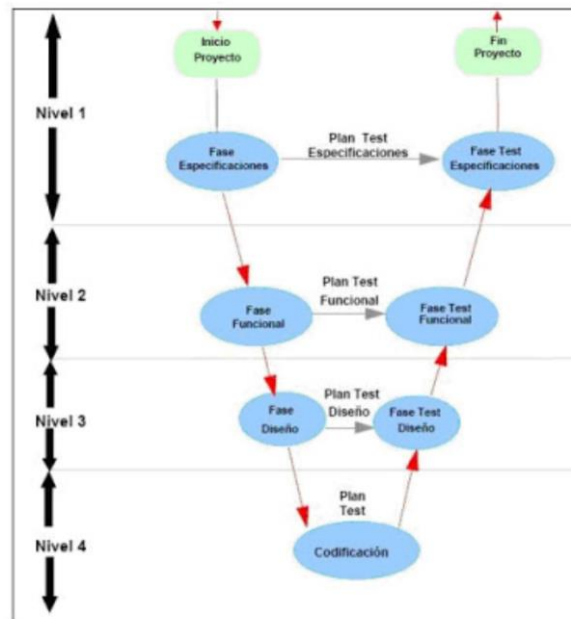 Inicio
Proyecto
Fin
Proyecto
Nivel 1
Fase
Especificaciones
Plan Test
Especificaciones
Fase Test
Especificaciones
Nivel 2
Fase
Funcional
Plan Test
Funcional
Fase Test
Funcional
Nivel 3
Fase
Diseño
Plan Test
Diseño
Fase Test
Diseño
Nivel 4
Plan
Test
Codificación